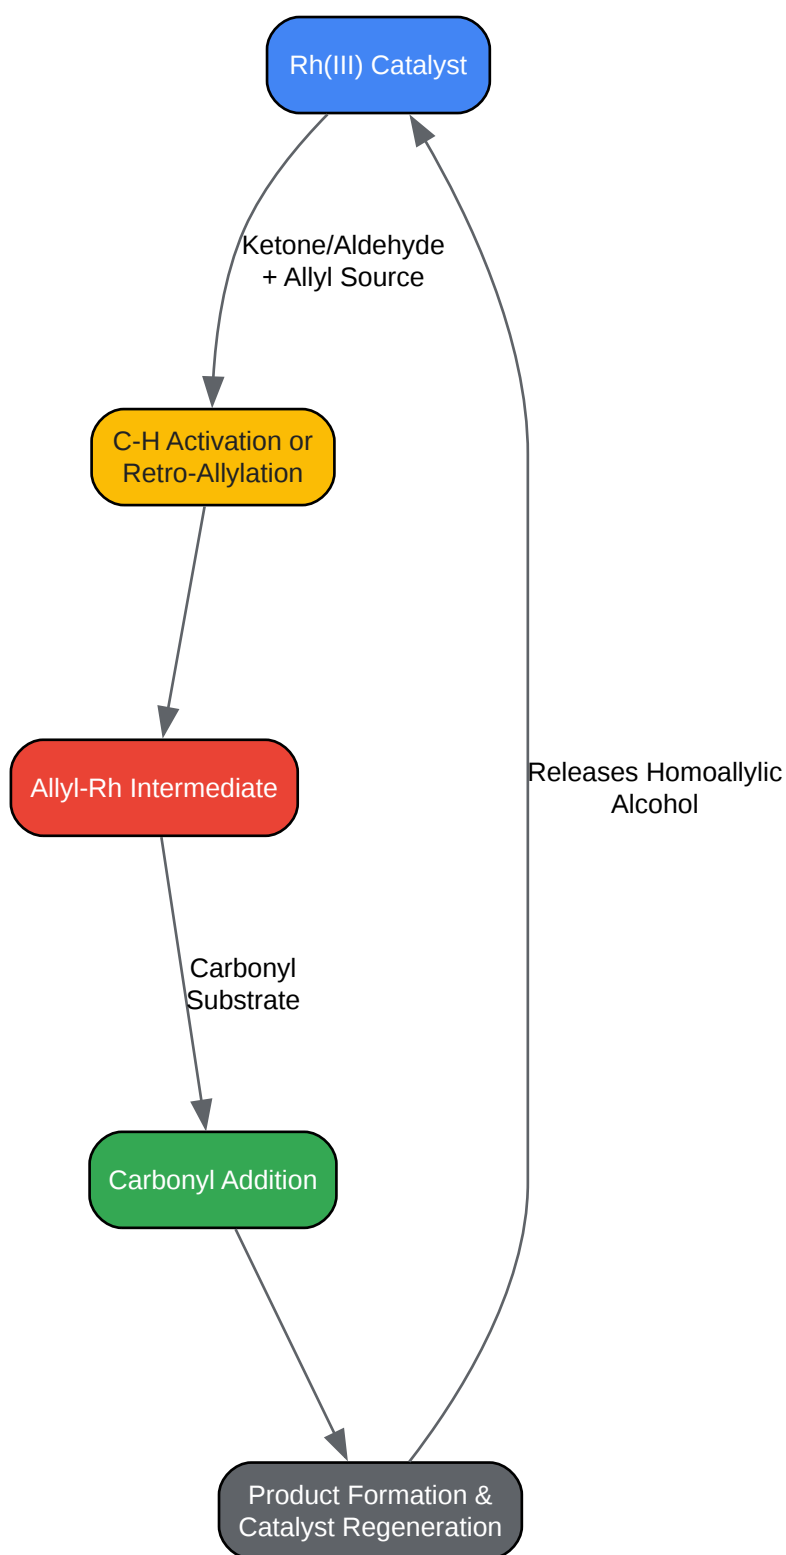 Rh(III) Catalyst
Ketone/Aldehyde
+ Allyl Source
C-H Activation or
Retro-Allylation
Allyl-Rh Intermediate
Releases Homoallylic
Alcohol
Carbonyl
Substrate
Carbonyl Addition
Product Formation &
Catalyst Regeneration